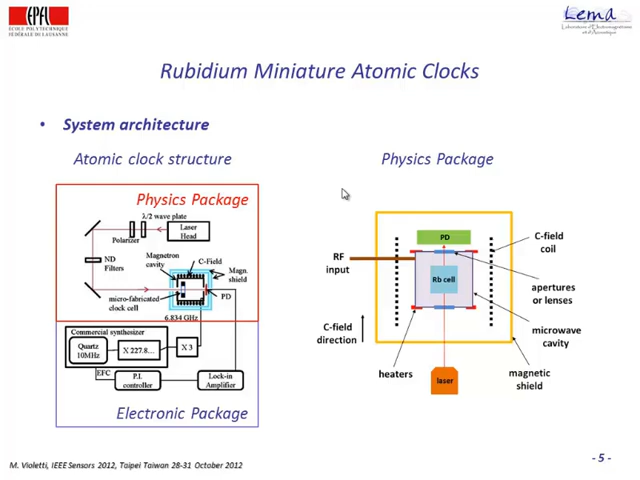 EPFL
ÉCOLE POLYTECHNIQUE
FÉDÉRALE DE LAUSANNE
Lema
Rubidium Miniature Atomic Clocks
• System architecture
Atomic clock structure
Physics Package
Physics Package
λ/2 wave plate
Polarizer
Laser
Head
Magnetron
cavity
C-Field
ND
Filters
Magn.
shield
micro-fabricated
clock cell
PD
6.834 GHz
Commercial synthesizer
Quartz
10MHz
X 227.8...
X 3
EFC
P.I.
controller
Lock-in
Amplifier
Electronic Package
PD
C-field
coil
RF
input
Rb cell
apertures
or lenses
C-field
direction
microwave
cavity
heaters
laser
magnetic
shield
M. Violetti, IEEE Sensors 2012, Taipei Taiwan 28-31 October 2012
- 5 -